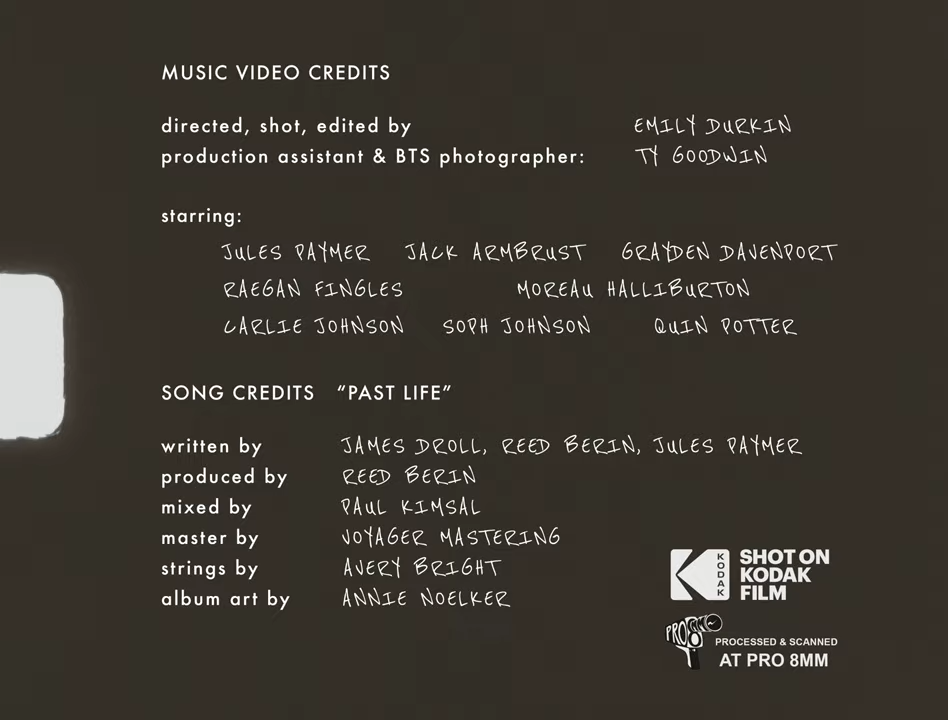 MUSIC VIDEO CREDITS
directed, shot, edited by EMILY DURKIN
production assistant & BTS photographer: TY GOODWIN
starring:
JULES PAYMER JACK ARMBRUST GRAYDEN DAVENPORT
RAEGAN FINGLES MOREAU HALLIBURTON
CARLIE JOHNSON SOPH JOHNSON QUIN POTTER
SONG CREDITS “PAST LIFE”
written by JAMES DROLL, REED BERIN, JULES PAYMER
produced by REED BERIN
mixed by PAUL KIMSAL
master by VOYAGER MASTERING
strings by AVERY BRIGHT
album art by ANNIE NOELKER
KODAK
SHOT ON
KODAK
FILM
PRO8MM
PROCESSED & SCANNED
AT PRO 8MM